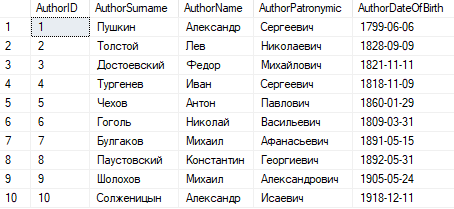 AuthorID AuthorSurname AuthorName AuthorPatronymic AuthorDateOfBirth
1 1 Пушкин Александр Сергеевич 1799-06-06
2 2 Толстой Лев Николаевич 1828-09-09
3 3 Достоевский Федор Михайлович 1821-11-11
4 4 Тургенев Иван Сергеевич 1818-11-09
5 5 Чехов Антон Павлович 1860-01-29
6 6 Гоголь Николай Васильевич 1809-03-31
7 7 Булгаков Михаил Афанасьевич 1891-05-15
8 8 Паустовский Константин Георгиевич 1892-05-31
9 9 Шолохов Михаил Александрович 1905-05-24
10 10 Солженицын Александр Исаевич 1918-12-11